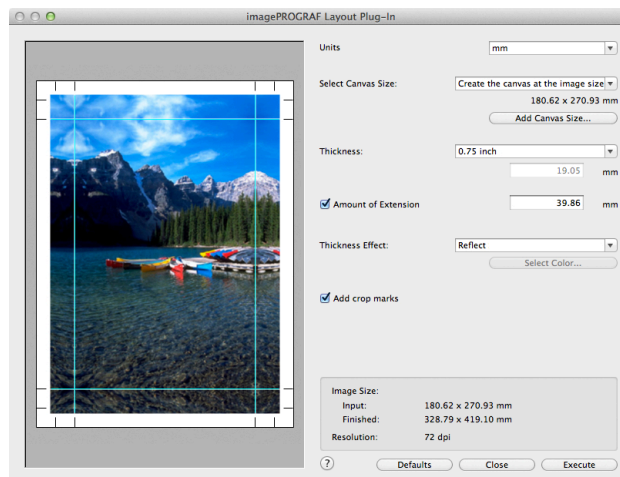 imagePROGRAF Layout Plug-In
Units
mm
Select Canvas Size:
Create the canvas at the image size
180.62 x 270.93 mm
Add Canvas Size...
Thickness:
0.75 inch
19.05 mm
Amount of Extension
39.86 mm
Thickness Effect:
Reflect
Select Color...
Add crop marks
Image Size:
Input: 180.62 x 270.93 mm
Finished: 328.79 x 419.10 mm
Resolution: 72 dpi
? Defaults Close Execute